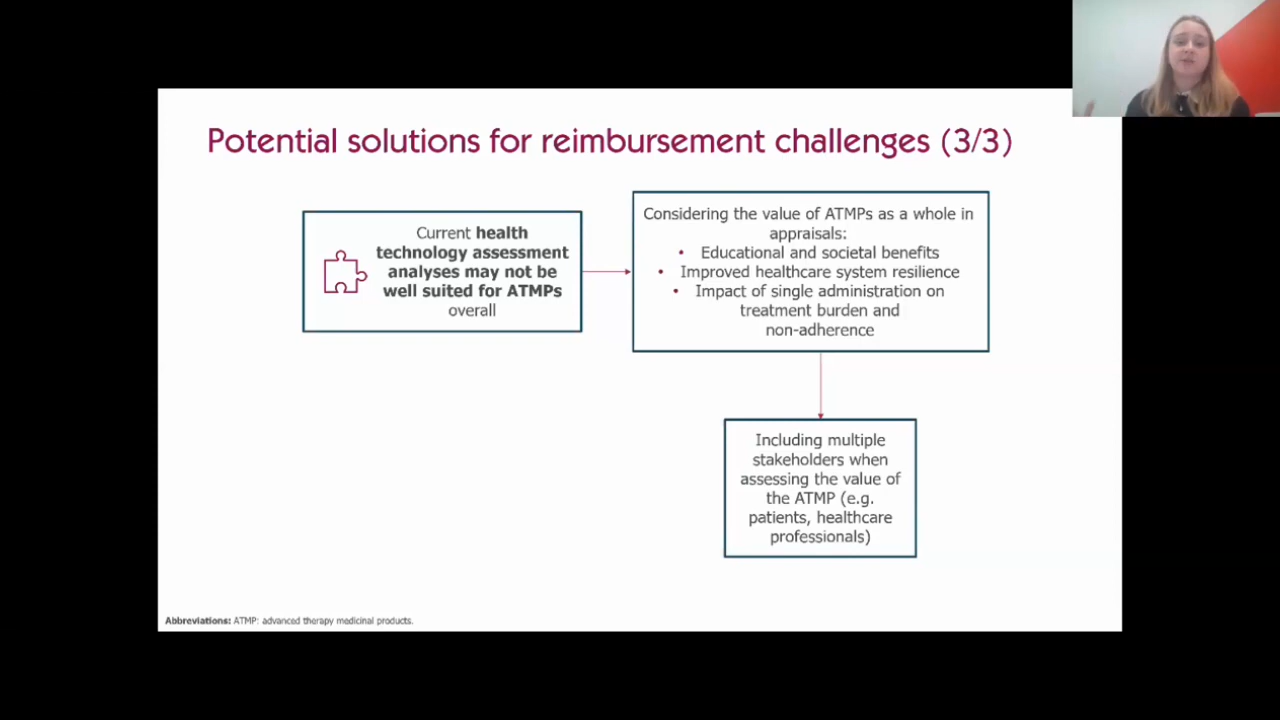 Potential solutions for reimbursement challenges (3/3)
Current health
technology assessment
analyses may not be
well suited for ATMPs
overall
Considering the value of ATMPs as a whole in
appraisals:
• Educational and societal benefits
• Improved healthcare system resilience
• Impact of single administration on
treatment burden and
non-adherence
Including multiple
stakeholders when
assessing the value of
the ATMP (e.g.
patients, healthcare
professionals)
Abbreviations: ATMP: advanced therapy medicinal products.